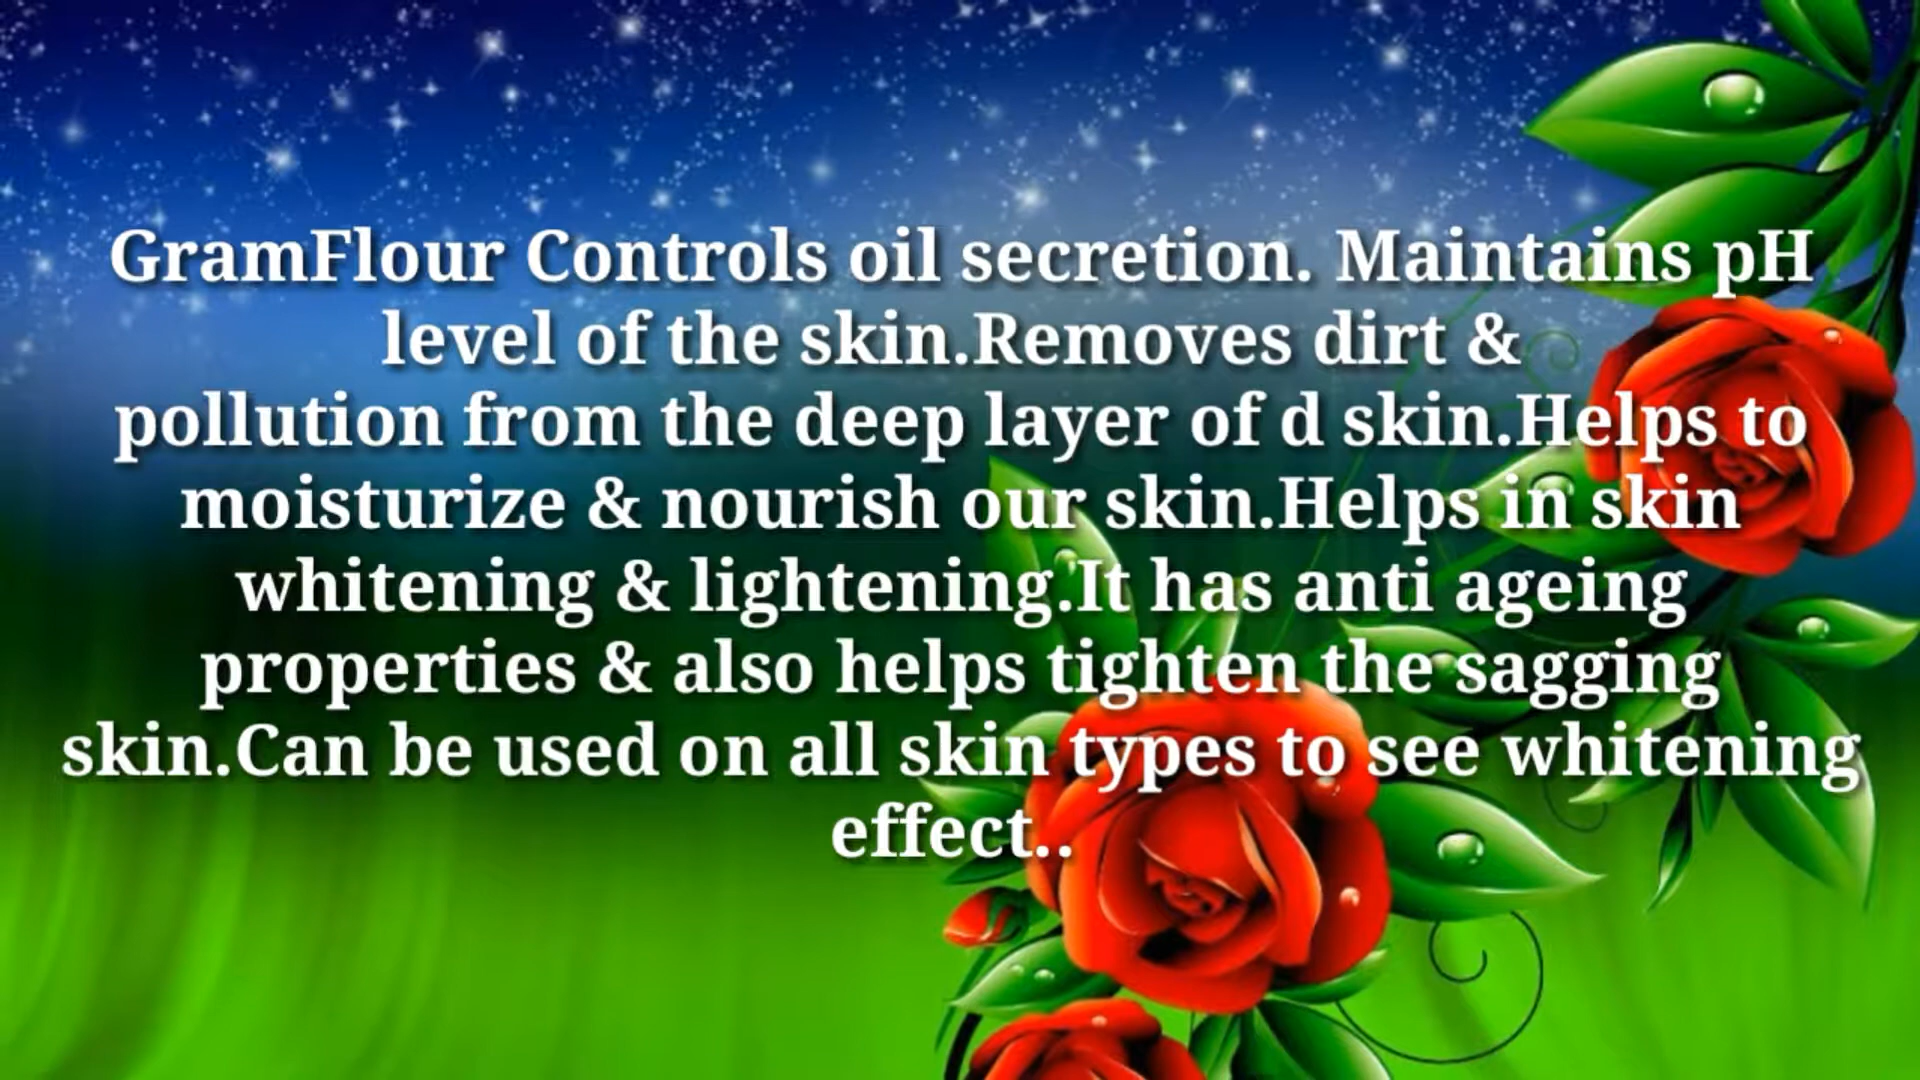 GramFlour Controls oil secretion. Maintains pH
level of the skin.Removes dirt &
pollution from the deep layer of d skin.Helps to
moisturize & nourish our skin.Helps in skin
whitening & lightening.It has anti ageing
properties & also helps tighten the sagging
skin.Can be used on all skin types to see whitening
effect..